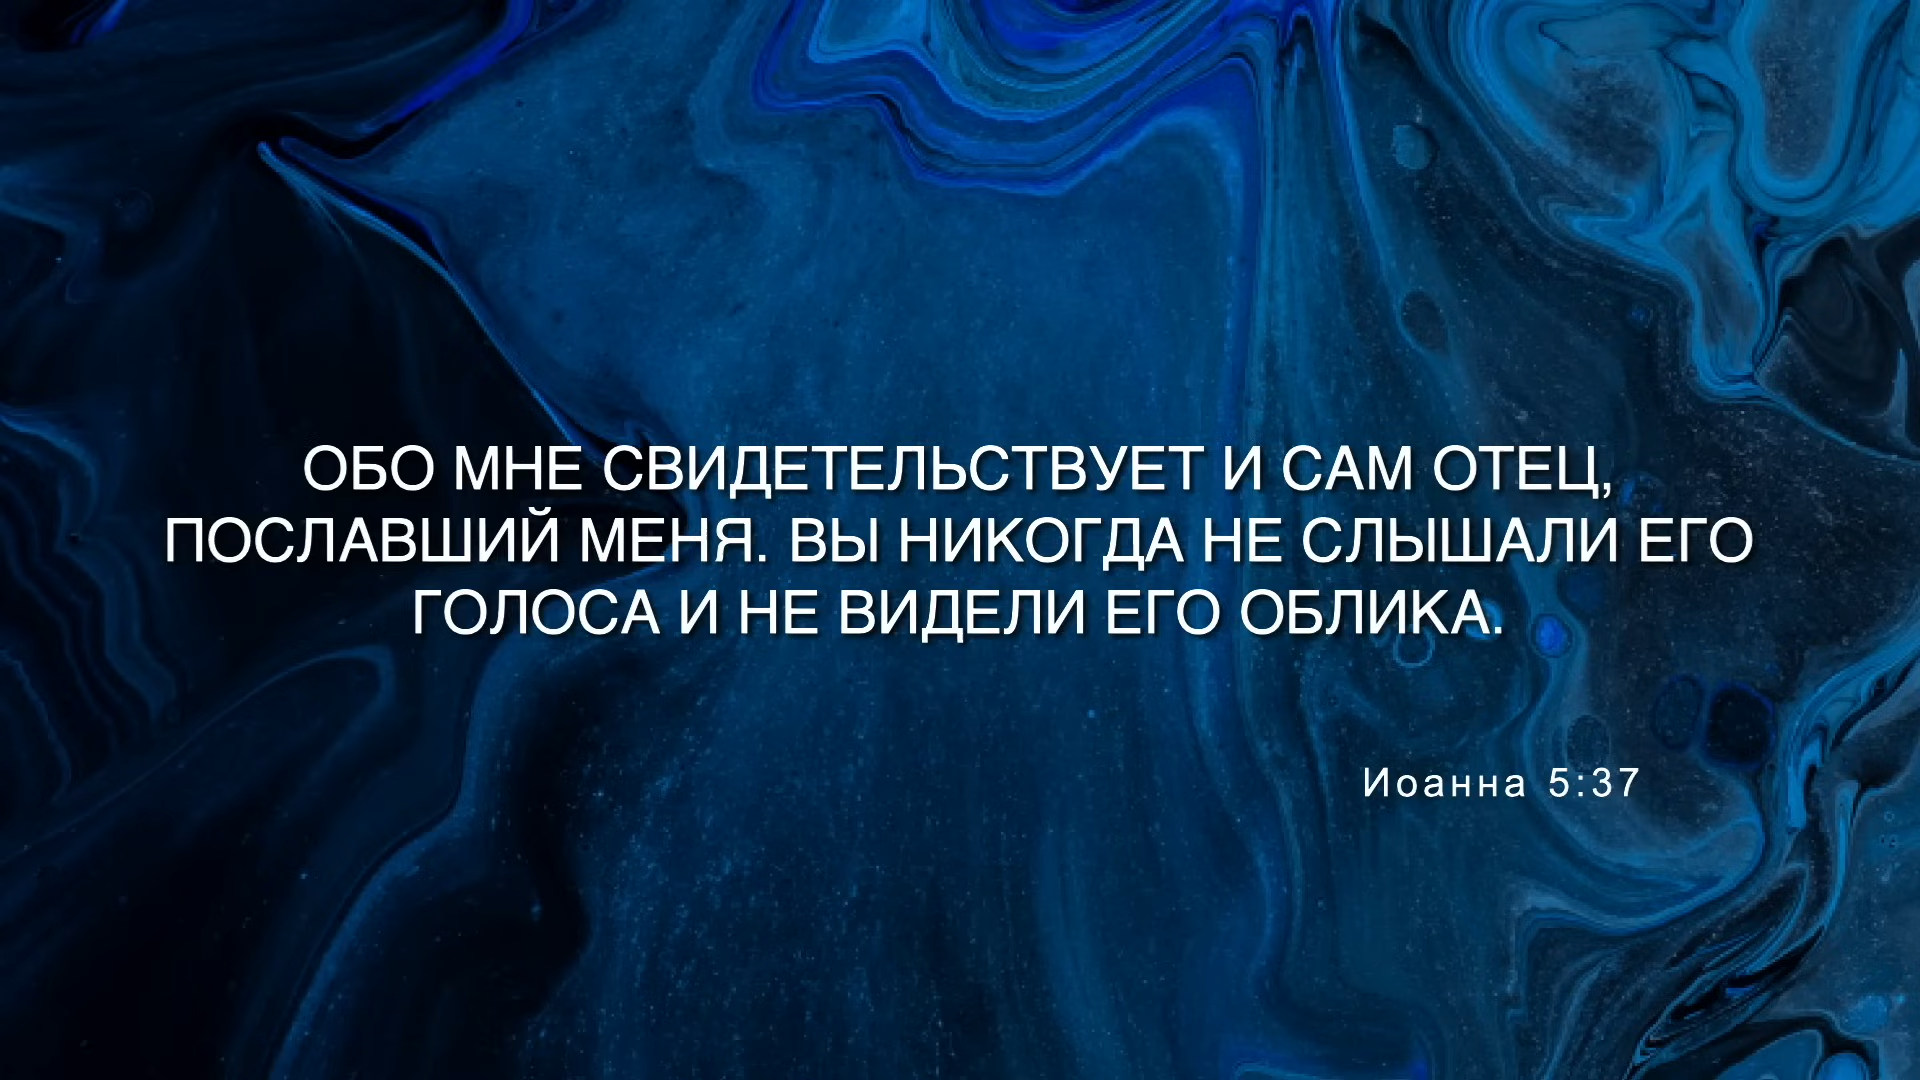 ОБО МНЕ СВИДЕТЕЛЬСТВУЕТ И САМ ОТЕЦ,
ПОСЛАВШИЙ МЕНЯ. ВЫ НИКОГДА НЕ СЛЫШАЛИ ЕГО
ГОЛОСА И НЕ ВИДЕЛИ ЕГО ОБЛИКА.
Иоанна 5:37